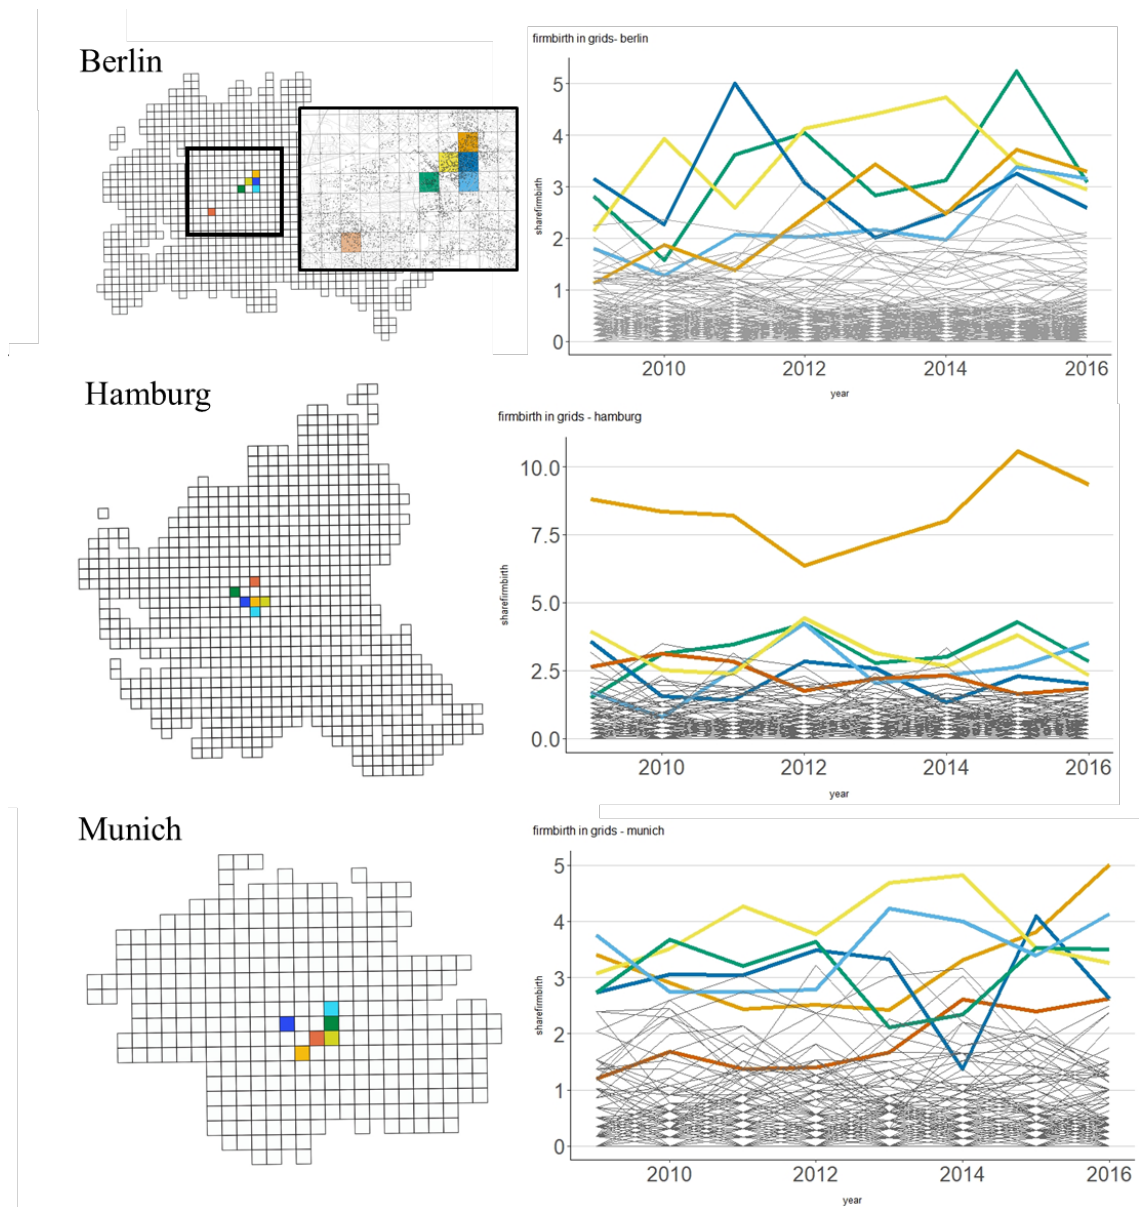 Berlin
firmbirth in grids- berlin
sharefirmbirth
5
4
3
2
1
0
2010
2012
2014
2016
year
Hamburg
firmbirth in grids - hamburg
sharefirmbirth
10.0
7.5
5.0
2.5
0.0
2010
2012
2014
2016
year
Munich
firmbirth in grids - munich
sharefirmbirth
5
4
3
2
1
0
2010
2012
2014
2016
year